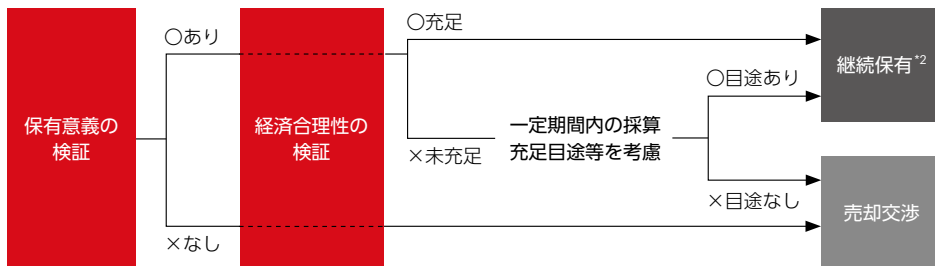 保有意義の
検証
○あり
×なし
経済合理性の
検証
○充足
×未充足
一定期間内の採算
充足目途等を考慮
○目途あり
×目途なし
継続保有*2
売却交渉